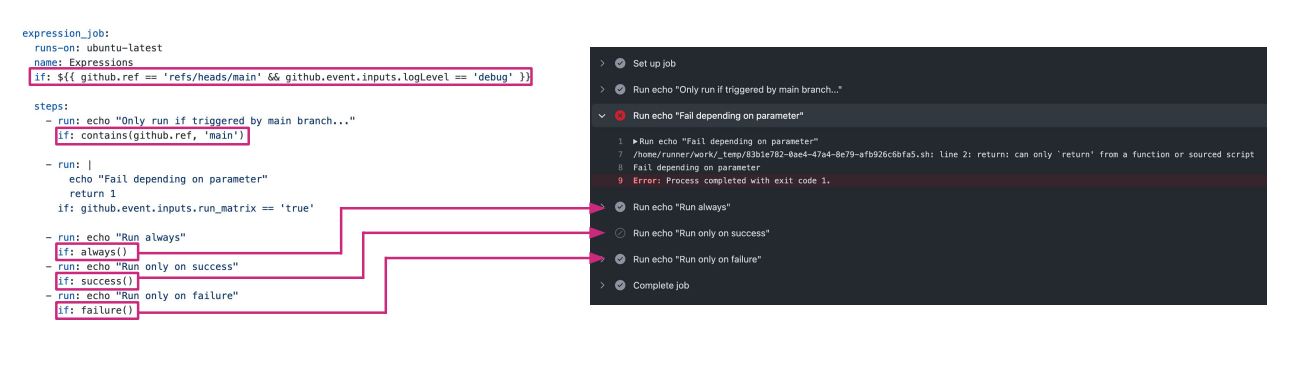 expression_job:
runs-on: ubuntu-latest
name: Expressions
if: ${{ github.ref == 'refs/heads/main' && github.event.inputs.logLevel == 'debug' }}
steps:
- run: echo "Only run if triggered by main branch..."
if: contains(github.ref, 'main')
- run: |
echo "Fail depending on parameter"
return 1
if: github.event.inputs.run_matrix == 'true'
- run: echo "Run always"
if: always()
- run: echo "Run only on success"
if: success()
- run: echo "Run only on failure"
if: failure()
Set up job
Run echo "Only run if triggered by main branch..."
Run echo "Fail depending on parameter"
1 ▶Run echo "Fail depending on parameter"
7 /home/runner/work/_temp/83b1e782-0ae4-47a4-8e79-afb926c6bfa5.sh: line 2: return: can only `return' from a function or sourced script
8 Fail depending on parameter
9 Error: Process completed with exit code 1.
Run echo "Run always"
Run echo "Run only on success"
Run echo "Run only on failure"
Complete job